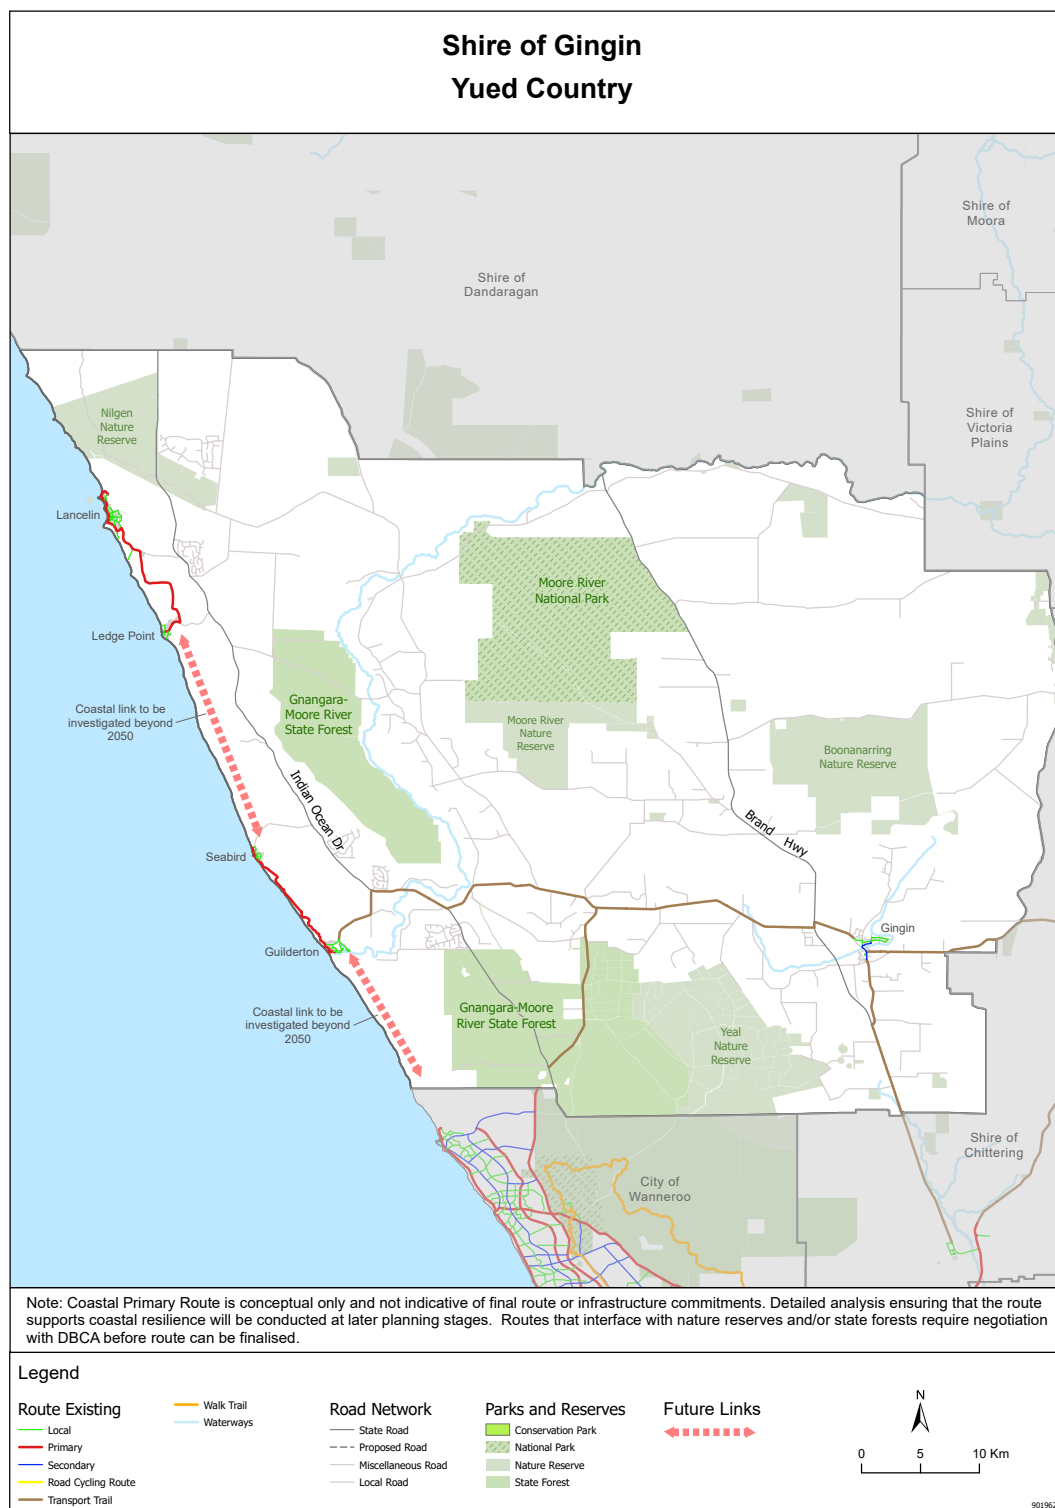 Shire of Gingin
Yued Country
Shire of
Moora
Shire of
Dandaragan
Shire of
Victoria
Plains
Nilgen
Nature
Reserve
Lancelin
Moore River
National Park
Ledge Point
Gnangara-
Moore River
State Forest
Coastal link to be
investigated beyond
2050
Moore River
Nature
Reserve
Boonanarring
Nature Reserve
Indian Ocean Dr
Brand Hwy
Seabird
Gingin
Guilderton
Coastal link to be
investigated beyond
2050
Gnangara-Moore
River State Forest
Yeal
Nature
Reserve
Shire of
Chittering
City of
Wanneroo
Note: Coastal Primary Route is conceptual only and not indicative of final route or infrastructure commitments. Detailed analysis ensuring that the route
supports coastal resilience will be conducted at later planning stages. Routes that interface with nature reserves and/or state forests require negotiation
with DBCA before route can be finalised.
Legend
Route Existing
Local
Primary
Secondary
Road Cycling Route
Transport Trail
Walk Trail
Waterways
Road Network
State Road
Proposed Road
Miscellaneous Road
Local Road
Parks and Reserves
Conservation Park
National Park
Nature Reserve
State Forest
Future Links
N
0 5 10 Km
901962